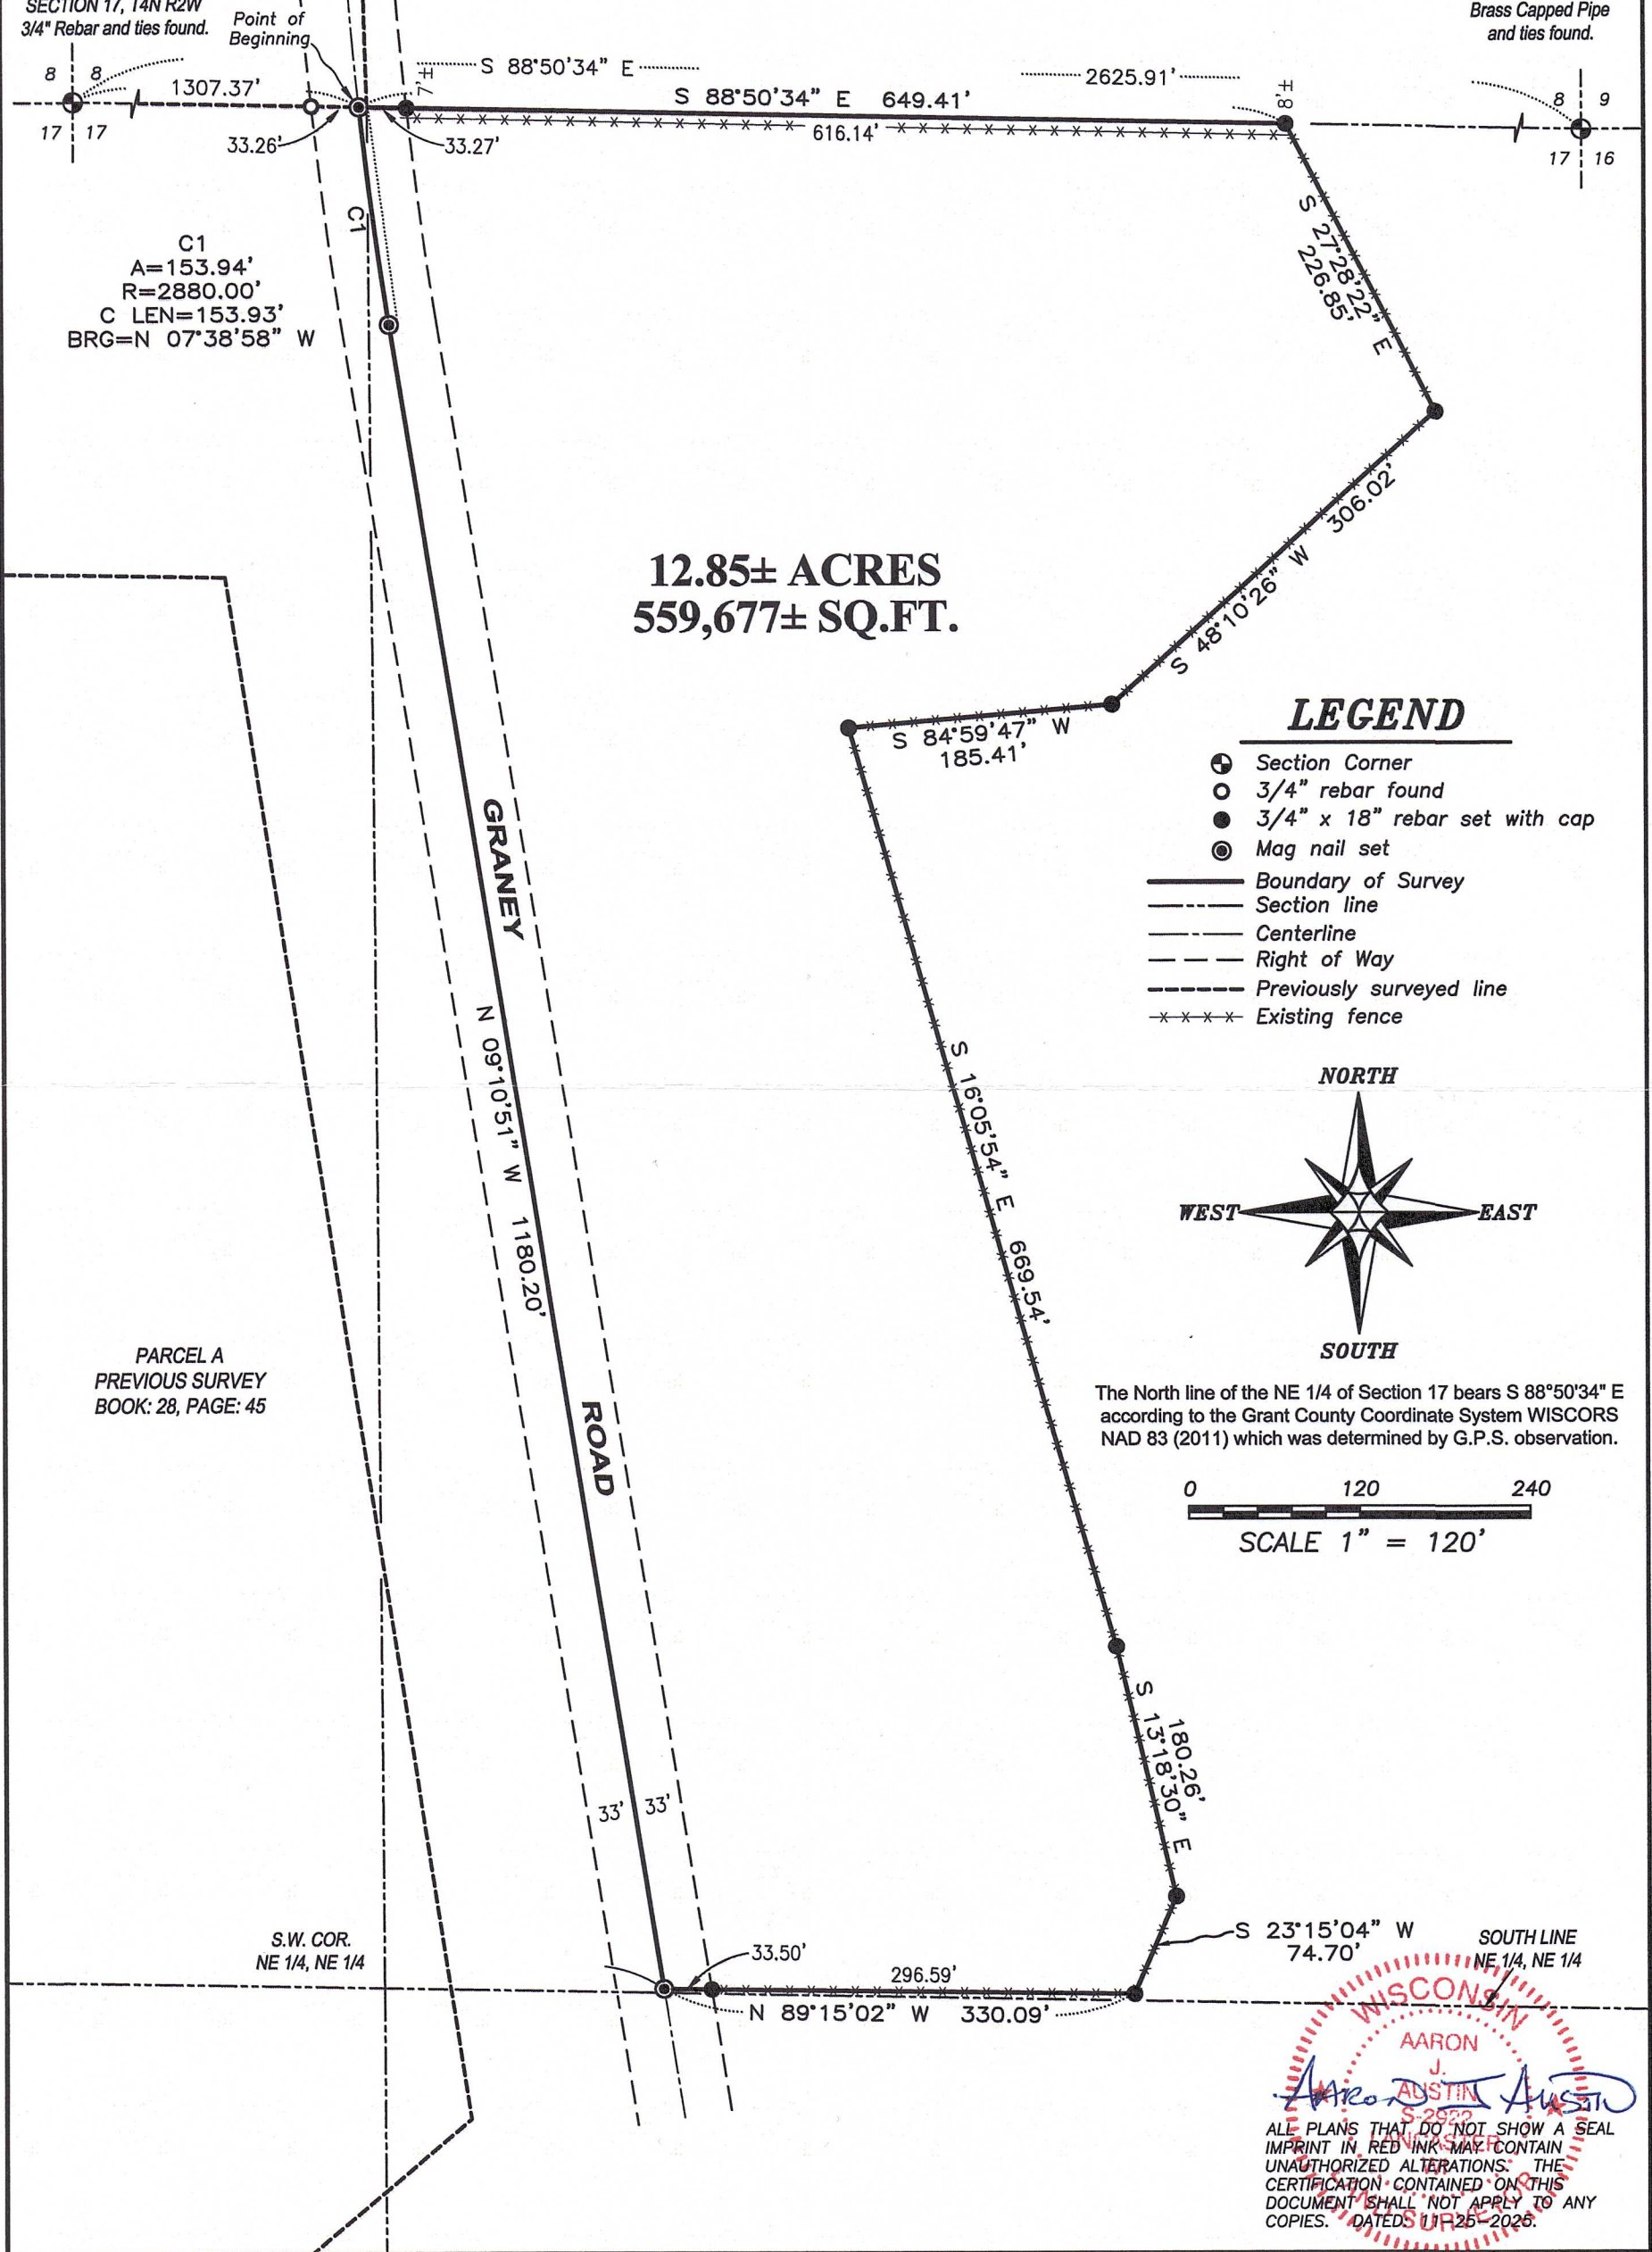 SECTION 17, T4N R2W
3/4" Rebar and ties found.
Point of
Beginning
Brass Capped Pipe
and ties found.
8 8
17 17
1307.37'
33.26'
33.27'
7'±
S 88°50'34" E
2625.91'
S 88°50'34" E 649.41'
616.14'
8'±
8 9
17 16
C1
C1
A=153.94'
R=2880.00'
C LEN=153.93'
BRG=N 07°38'58" W
S 27°28'22" E
226.85'
S 48°10'26" W 306.02'
12.85± ACRES
559,677± SQ.FT.
S 84°59'47" W
185.41'
LEGEND
Section Corner
3/4" rebar found
3/4" x 18" rebar set with cap
Mag nail set
Boundary of Survey
Section line
Centerline
Right of Way
Previously surveyed line
x-x-x-x Existing fence
GRANEY
ROAD
N 09°10'51" W 1180.20'
S 16°05'54" E 669.54'
NORTH
WEST
EAST
SOUTH
The North line of the NE 1/4 of Section 17 bears S 88°50'34" E
according to the Grant County Coordinate System WISCORS
NAD 83 (2011) which was determined by G.P.S. observation.
0 120 240
SCALE 1" = 120'
PARCEL A
PREVIOUS SURVEY
BOOK: 28, PAGE: 45
S 13°18'30" E
180.26'
33' 33'
S 23°15'04" W
74.70'
S.W. COR.
NE 1/4, NE 1/4
SOUTH LINE
NE 1/4, NE 1/4
33.50'
296.59'
N 89°15'02" W 330.09'
WISCONSIN
AARON
J.
AUSTIN
S-2922
LANCASTER
WI
LAND SURVEYOR
Aaron J Austin
ALL PLANS THAT DO NOT SHOW A SEAL
IMPRINT IN RED INK MAY CONTAIN
UNAUTHORIZED ALTERATIONS. THE
CERTIFICATION CONTAINED ON THIS
DOCUMENT SHALL NOT APPLY TO ANY
COPIES. DATED: 11-25-2025.